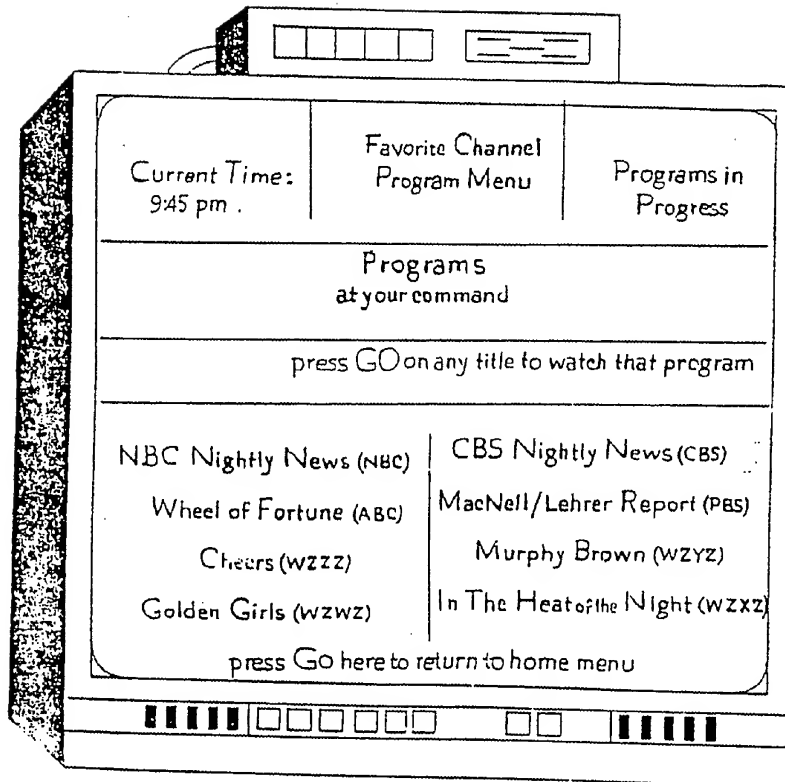 Current Time:
9:45 pm .
Favorite Channel
Program Menu
Programs in
Progress
Programs
at your command
press GO on any title to watch that program
NBC Nightly News (NBC)
Wheel of Fortune (ABC)
Cheers (WZZZ)
Golden Girls (WZWZ)
CBS Nightly News (CBS)
MacNell/Lehrer Report (PBS)
Murphy Brown (WZYZ)
In The Heat of the Night (WZXZ)
press Go here to return to home menu